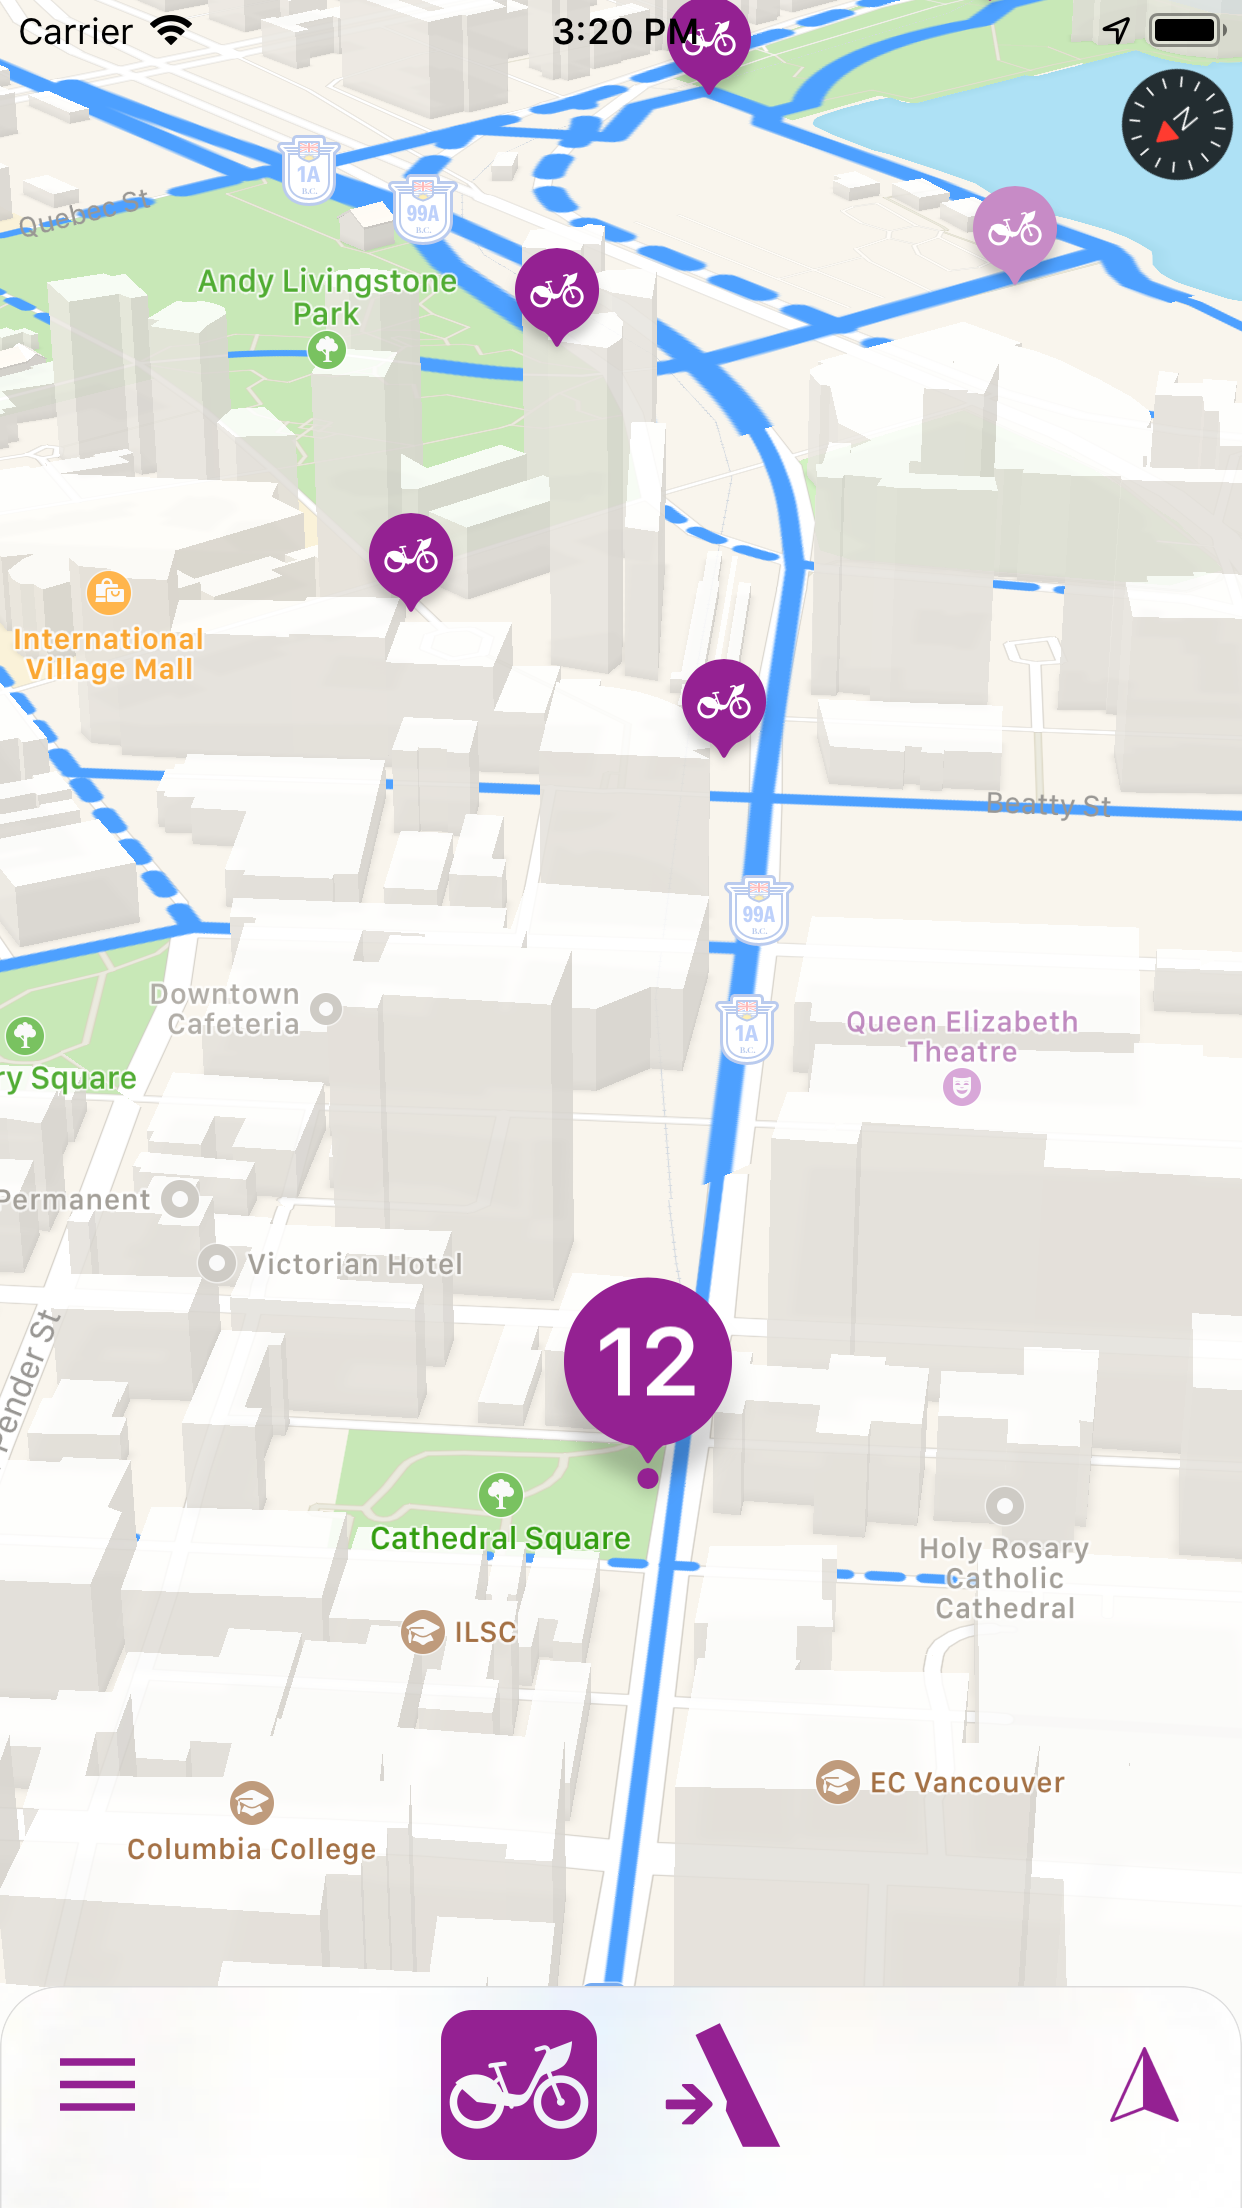 Carrier
3:20 PM
N
1A
B.C.
99A
B.C.
Quebec St
Andy Livingstone
Park
International
Village Mall
Beatty St
99A
B.C.
1A
B.C.
Downtown
Cafeteria
Queen Elizabeth
Theatre
ry Square
Permanent
Victorian Hotel
Pender St
12
Cathedral Square
Holy Rosary
Catholic
Cathedral
ILSC
EC Vancouver
Columbia College